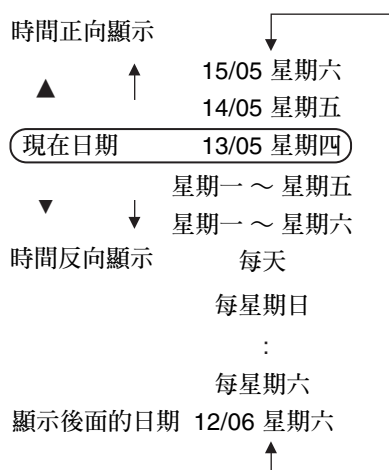 時間正向顯示
15/05 星期六
▲ 14/05 星期五
現在日期 13/05 星期四
星期一 ～ 星期五
▼ 星期一 ～ 星期六
時間反向顯示 每天
每星期日
:
每星期六
顯示後面的日期 12/06 星期六